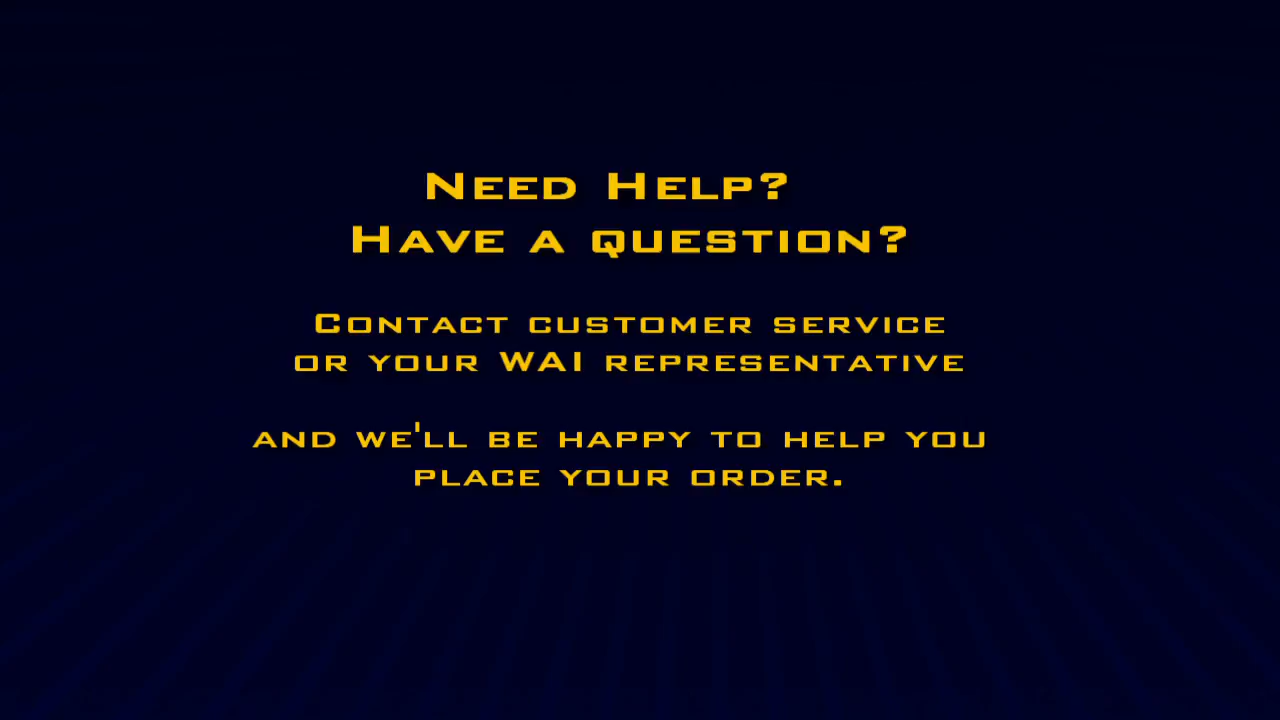 Need Help?
Have a question?
Contact customer service
or your WAI representative
and we'll be happy to help you
place your order.